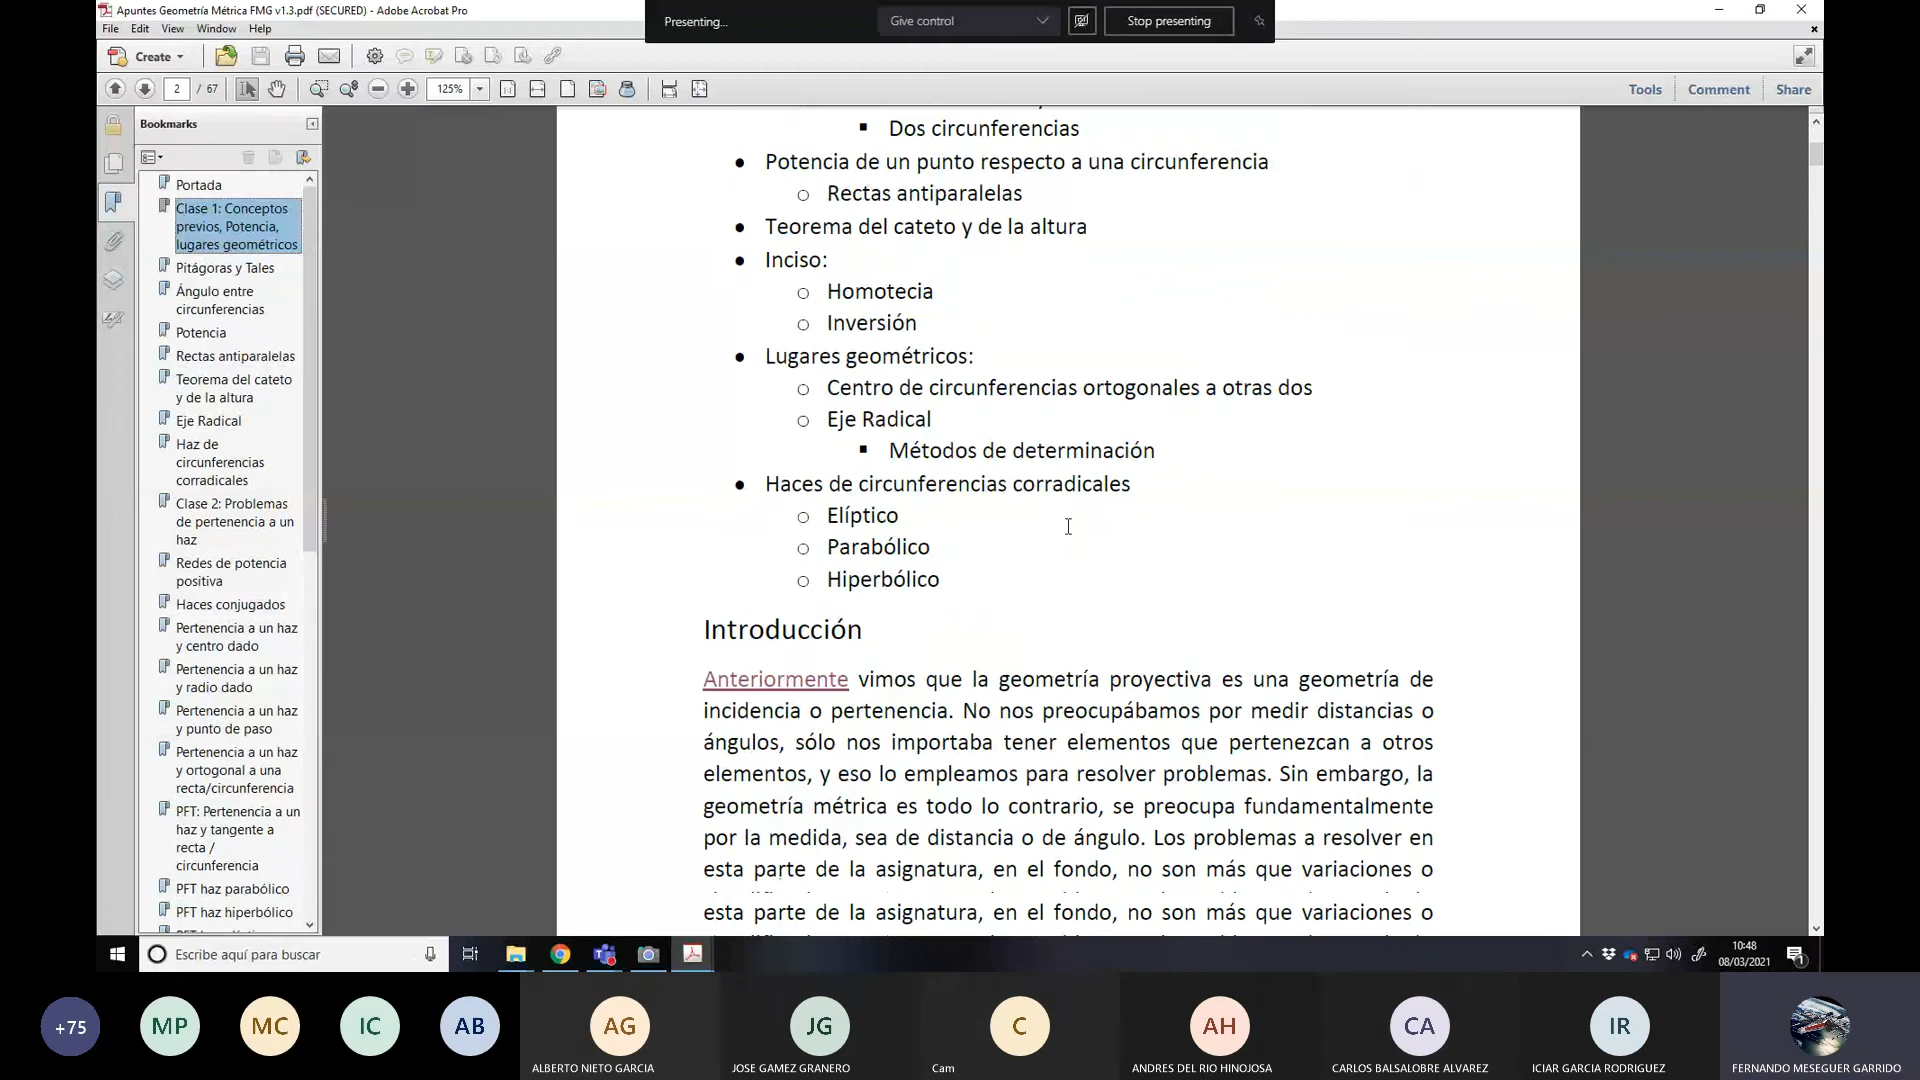 Apuntes Geometría Métrica FMG v1.3.pdf (SECURED) - Adobe Acrobat Pro
Presenting...
Give control
Stop presenting
File Edit View Window Help
Create
2 / 67
125%
Tools Comment Share
Bookmarks
Portada
Clase 1: Conceptos
previos, Potencia,
lugares geométricos
Pitágoras y Tales
Ángulo entre
circunferencias
Potencia
Rectas antiparalelas
Teorema del cateto
y de la altura
Eje Radical
Haz de
circunferencias
corradicales
Clase 2: Problemas
de pertenencia a un
haz
Redes de potencia
positiva
Haces conjugados
Pertenencia a un haz
y centro dado
Pertenencia a un haz
y radio dado
Pertenencia a un haz
y punto de paso
Pertenencia a un haz
y ortogonal a una
recta/circunferencia
PFT: Pertenencia a un
haz y tangente a
recta /
circunferencia
PFT haz parabólico
PFT haz hiperbólico
▪ Dos circunferencias
• Potencia de un punto respecto a una circunferencia
o Rectas antiparalelas
• Teorema del cateto y de la altura
• Inciso:
o Homotecia
o Inversión
• Lugares geométricos:
o Centro de circunferencias ortogonales a otras dos
o Eje Radical
▪ Métodos de determinación
• Haces de circunferencias corradicales
o Elíptico
o Parabólico
o Hiperbólico
Introducción
Anteriormente vimos que la geometría proyectiva es una geometría de
incidencia o pertenencia. No nos preocupábamos por medir distancias o
ángulos, sólo nos importaba tener elementos que pertenezcan a otros
elementos, y eso lo empleamos para resolver problemas. Sin embargo, la
geometría métrica es todo lo contrario, se preocupa fundamentalmente
por la medida, sea de distancia o de ángulo. Los problemas a resolver en
esta parte de la asignatura, en el fondo, no son más que variaciones o
esta parte de la asignatura, en el fondo, no son más que variaciones o
Escribe aquí para buscar
10:48
08/03/2021
1
+75 MP MC IC AB AG JG C AH CA IR
ALBERTO NIETO GARCIA JOSE GAMEZ GRANERO Cam ANDRES DEL RIO HINOJOSA CARLOS BALSALOBRE ALVAREZ ICIAR GARCIA RODRIGUEZ FERNANDO MESEGUER GARRIDO